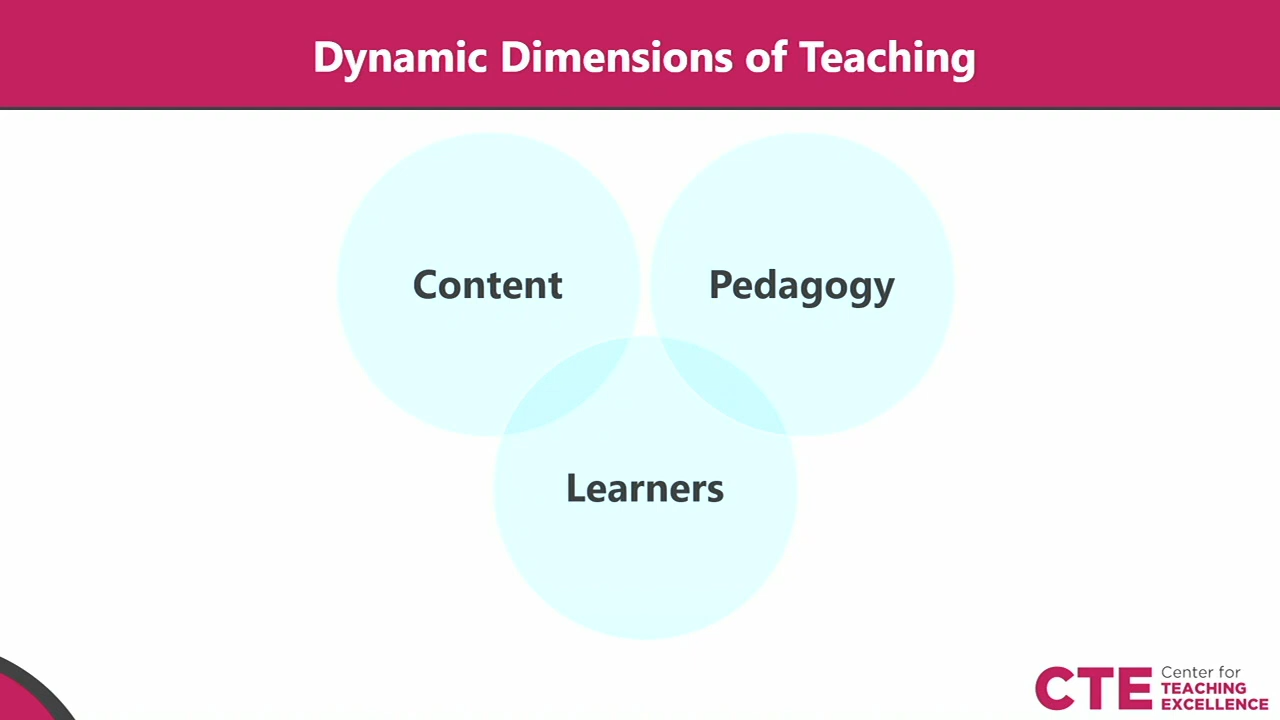 Dynamic Dimensions of Teaching
Content
Pedagogy
Learners
CTE
Center for
TEACHING
EXCELLENCE